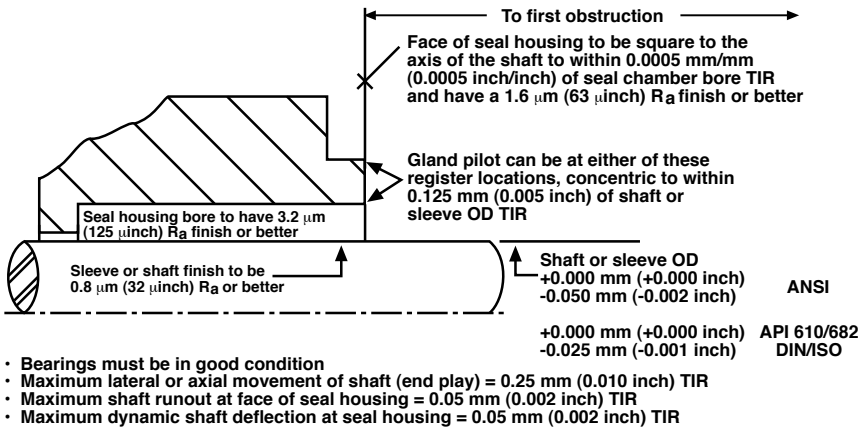 To first obstruction
Face of seal housing to be square to the
axis of the shaft to within 0.0005 mm/mm
(0.0005 inch/inch) of seal chamber bore TIR
and have a 1.6 μm (63 μinch) Ra finish or better
Gland pilot can be at either of these
register locations, concentric to within
0.125 mm (0.005 inch) of shaft or
sleeve OD TIR
Seal housing bore to have 3.2 μm
(125 μinch) Ra finish or better
Sleeve or shaft finish to be
0.8 μm (32 μinch) Ra or better
Shaft or sleeve OD
+0.000 mm (+0.000 inch)
-0.050 mm (-0.002 inch) ANSI
+0.000 mm (+0.000 inch) API 610/682
-0.025 mm (-0.001 inch) DIN/ISO
· Bearings must be in good condition
· Maximum lateral or axial movement of shaft (end play) = 0.25 mm (0.010 inch) TIR
· Maximum shaft runout at face of seal housing = 0.05 mm (0.002 inch) TIR
· Maximum dynamic shaft deflection at seal housing = 0.05 mm (0.002 inch) TIR